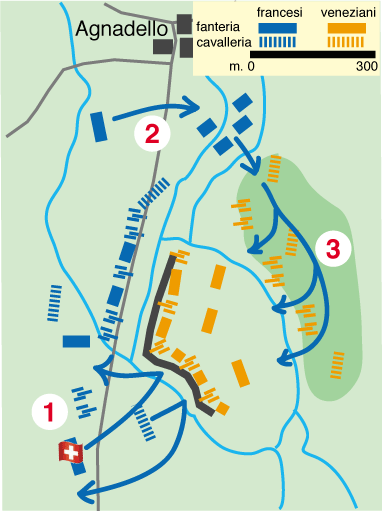 Agnadello
francesi veneziani
fanteria
cavalleria
m. 0 300
2
3
1